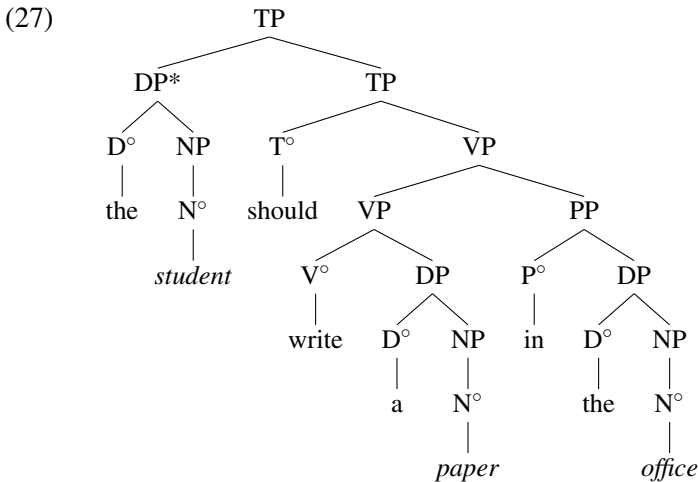 (27) TP
DP* TP
D° NP T° VP
the N° should VP PP
student V° DP P° DP
write D° NP in D° NP
a N° the N°
paper office